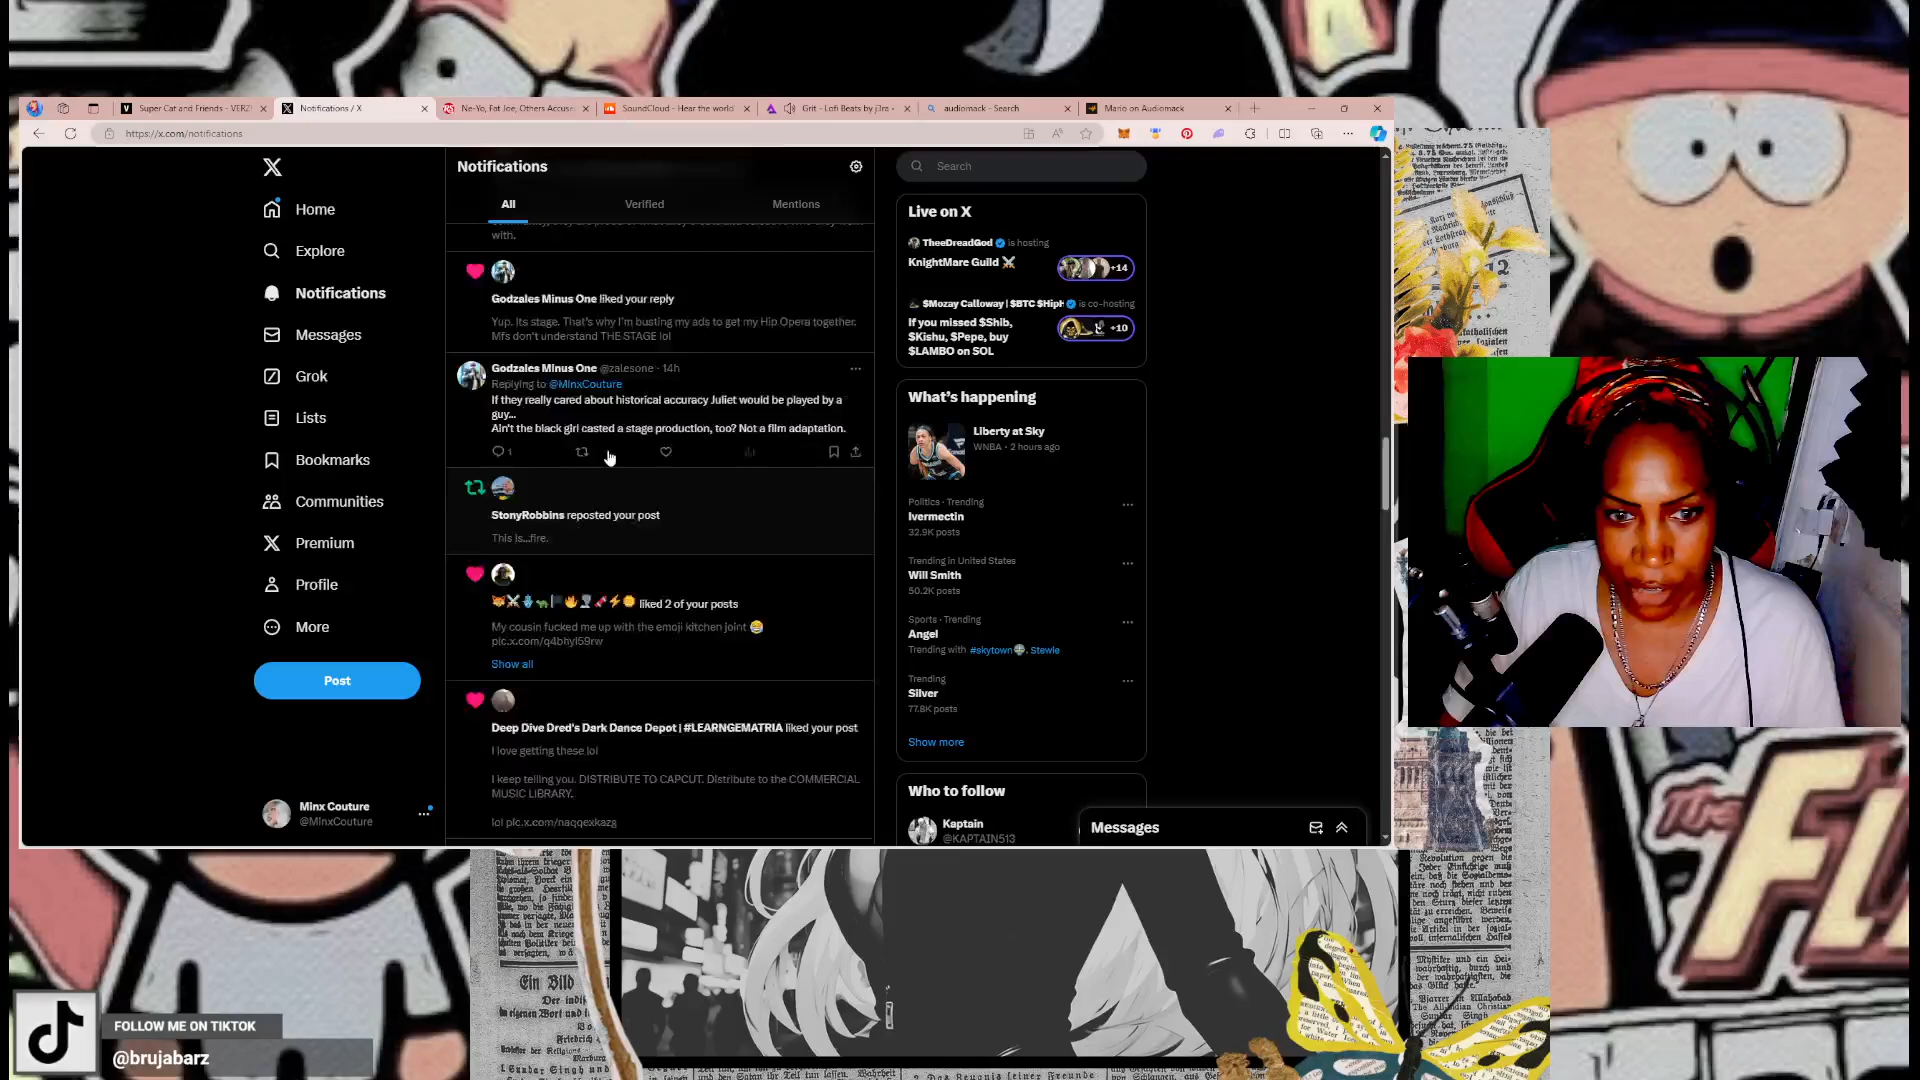 Super Cat and Friends - VERZ
Notifications / X
Ne-Yo, Fat Joe, Others Accuse
SoundCloud - Hear the world
Grit - Lofi Beats by j3ra
audiomack - Search
Mario on Audiomack
https://x.com/notifications
Home
Explore
Notifications
Messages
Grok
Lists
Bookmarks
Communities
Premium
Profile
More
Post
Minx Couture
@MinxCouture
Notifications
All
Verified
Mentions
with.
Godzales Minus One liked your reply
Yup. Its stage. That's why I'm busting my ads to get my Hip Opera together.
Mfs don't understand THE STAGE lol
Godzales Minus One @zalesone · 14h
Replying to @MinxCouture
If they really cared about historical accuracy Juliet would be played by a
guy...
Ain't the black girl casted a stage production, too? Not a film adaptation.
1
StonyRobbins reposted your post
This is...fire.
liked 2 of your posts
My cousin fucked me up with the emoji kitchen joint 😂
pic.x.com/q4bhyl59rw
Show all
Deep Dive Dred's Dark Dance Depot | #LEARNGEMATRIA liked your post
I love getting these lol
I keep telling you. DISTRIBUTE TO CAPCUT. Distribute to the COMMERCIAL
MUSIC LIBRARY.
lol pic.x.com/naqqexkazg
Search
Live on X
TheeDreadGod is hosting
KnightMare Guild ⚔️
+14
$Mozay Calloway | $BTC $HipH is co-hosting
If you missed $Shib,
$Kishu, $Pepe, buy
$LAMBO on SOL
+10
What's happening
Liberty at Sky
WNBA · 2 hours ago
Politics · Trending
Ivermectin
32.9K posts
Trending in United States
Will Smith
50.2K posts
Sports · Trending
Angel
Trending with #skytown, Stewie
Trending
Silver
77.8K posts
Show more
Who to follow
Kaptain
@KAPTAIN513
Messages
FOLLOW ME ON TIKTOK
@brujabarz
Ein Bild